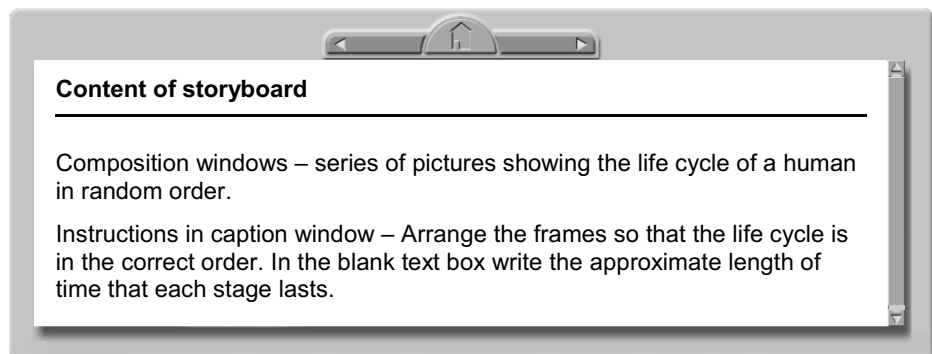 Content of storyboard
Composition windows – series of pictures showing the life cycle of a human
in random order.
Instructions in caption window – Arrange the frames so that the life cycle is
in the correct order. In the blank text box write the approximate length of
time that each stage lasts.